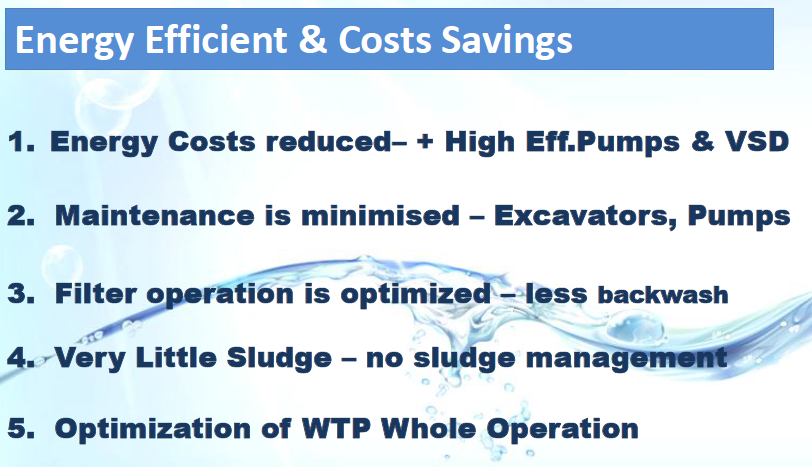 Energy Efficient & Costs Savings
1. Energy Costs reduced– + High Eff.Pumps & VSD
2. Maintenance is minimised – Excavators, Pumps
3. Filter operation is optimized – less backwash
4. Very Little Sludge – no sludge management
5. Optimization of WTP Whole Operation